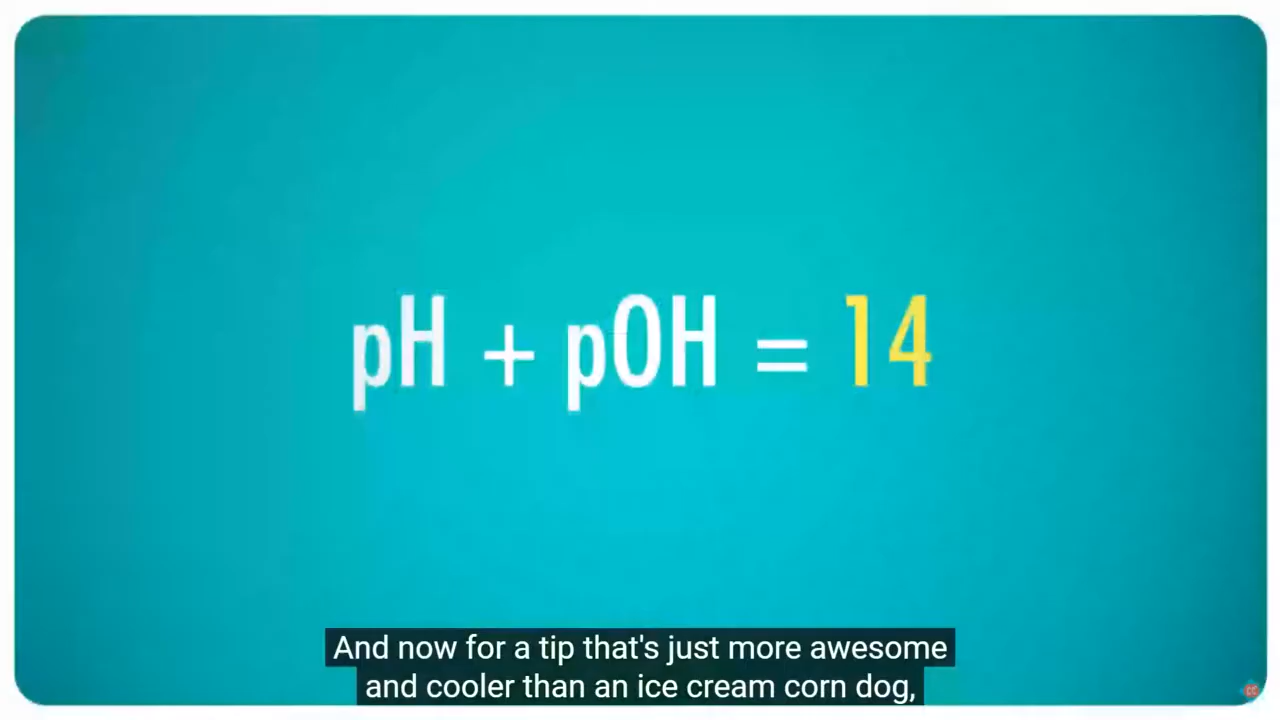 pH + pOH = 14
And now for a tip that's just more awesome
and cooler than an ice cream corn dog,
CC